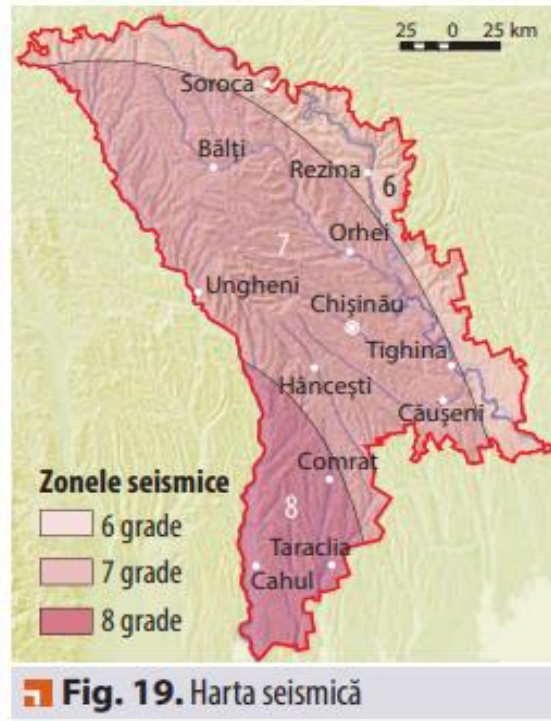 25 0 25 km
Soroca
Bălți
Rezina
6
Orhei
7
Ungheni
Chișinău
Tighina
Hâncești
Căușeni
Comrat
Zonele seismice
8
6 grade
Taraclia
7 grade
Cahul
8 grade
Fig. 19. Harta seismică